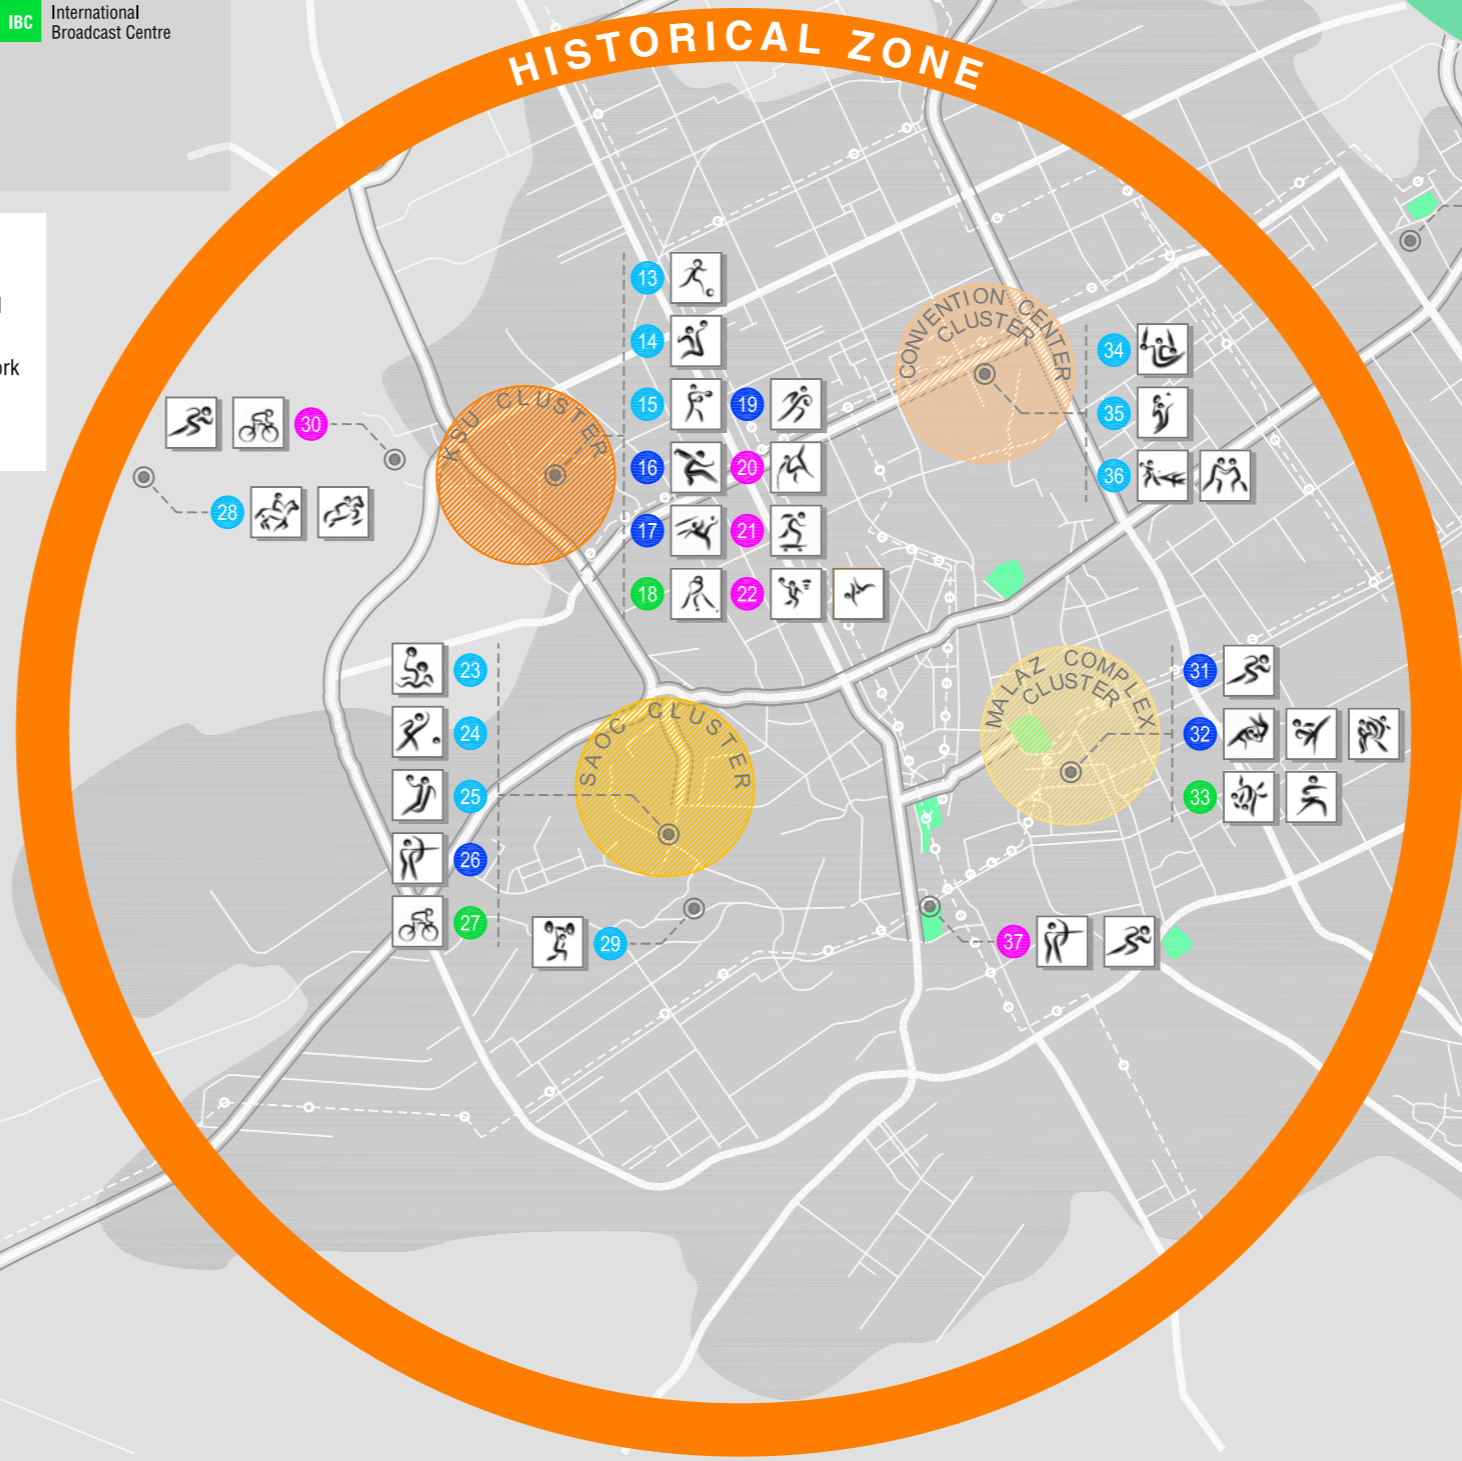 IBC
International
Broadcast Centre
HISTORICAL ZONE
ork
KSU CLUSTER
CONVENTION CENTER
CLUSTER
SAOC CLUSTER
MALAZ COMPLEX
CLUSTER
13
14
15
19
16
20
17
21
18
22
34
35
36
30
28
23
24
25
26
27
29
31
32
33
37